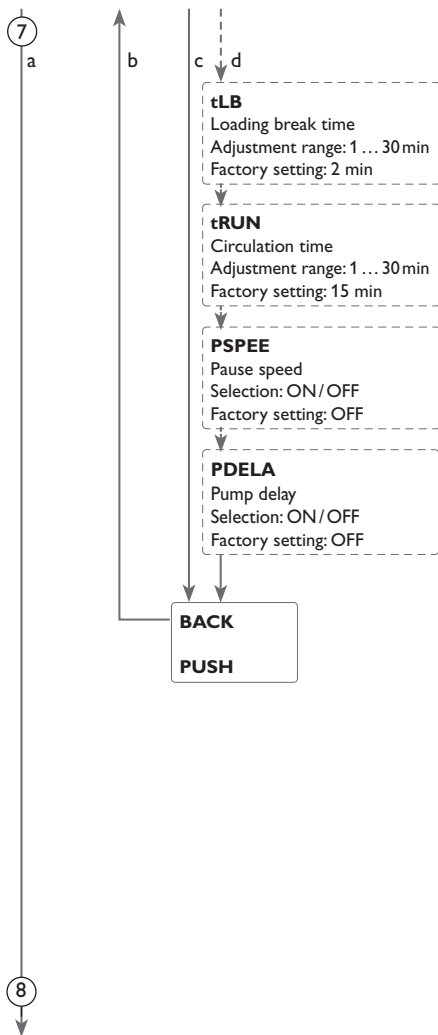 7
a
b
c
d
tLB
Loading break time
Adjustment range: 1 … 30 min
Factory setting: 2 min
tRUN
Circulation time
Adjustment range: 1 … 30 min
Factory setting: 15 min
PSPEE
Pause speed
Selection: ON / OFF
Factory setting: OFF
PDELA
Pump delay
Selection: ON / OFF
Factory setting: OFF
BACK
PUSH
8